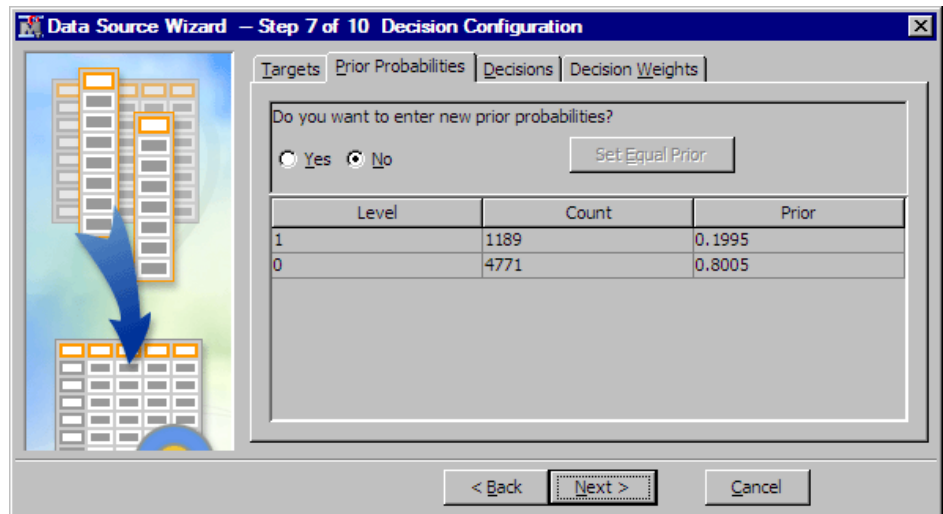 Data Source Wizard – Step 7 of 10 Decision Configuration
Targets Prior Probabilities Decisions Decision Weights
Do you want to enter new prior probabilities?
Yes No Set Equal Prior
Level Count Prior
1 1189 0.1995
0 4771 0.8005
< Back Next > Cancel